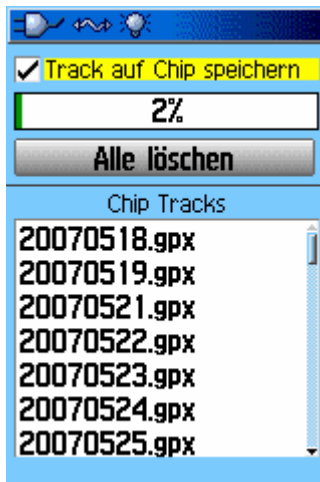 Track auf Chip speichern
2%
Alle löschen
Chip Tracks
20070518.gpx
20070519.gpx
20070521.gpx
20070522.gpx
20070523.gpx
20070524.gpx
20070525.gpx